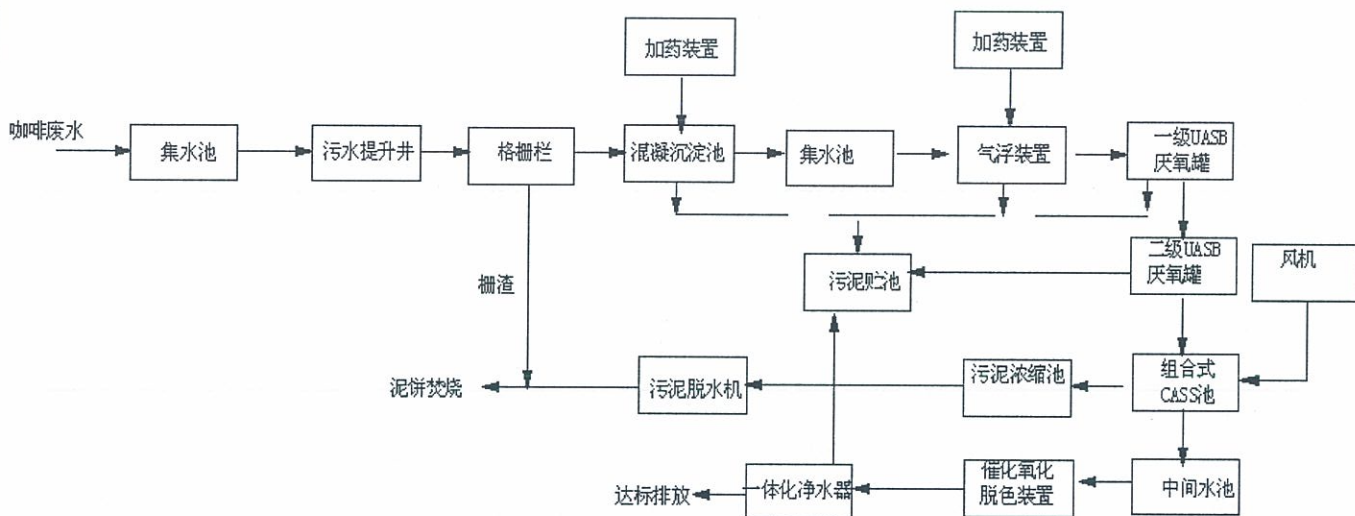 加药装置
加药装置
咖啡废水
集水池
污水提升井
格栅栏
混凝沉淀池
集水池
气浮装置
一级UASB
厌氧罐
栅渣
污泥贮池
二级UASB
厌氧罐
风机
泥饼焚烧
污泥脱水机
污泥浓缩池
组合式
CASS池
达标排放
一体化净水器
催化氧化
脱色装置
中间水池